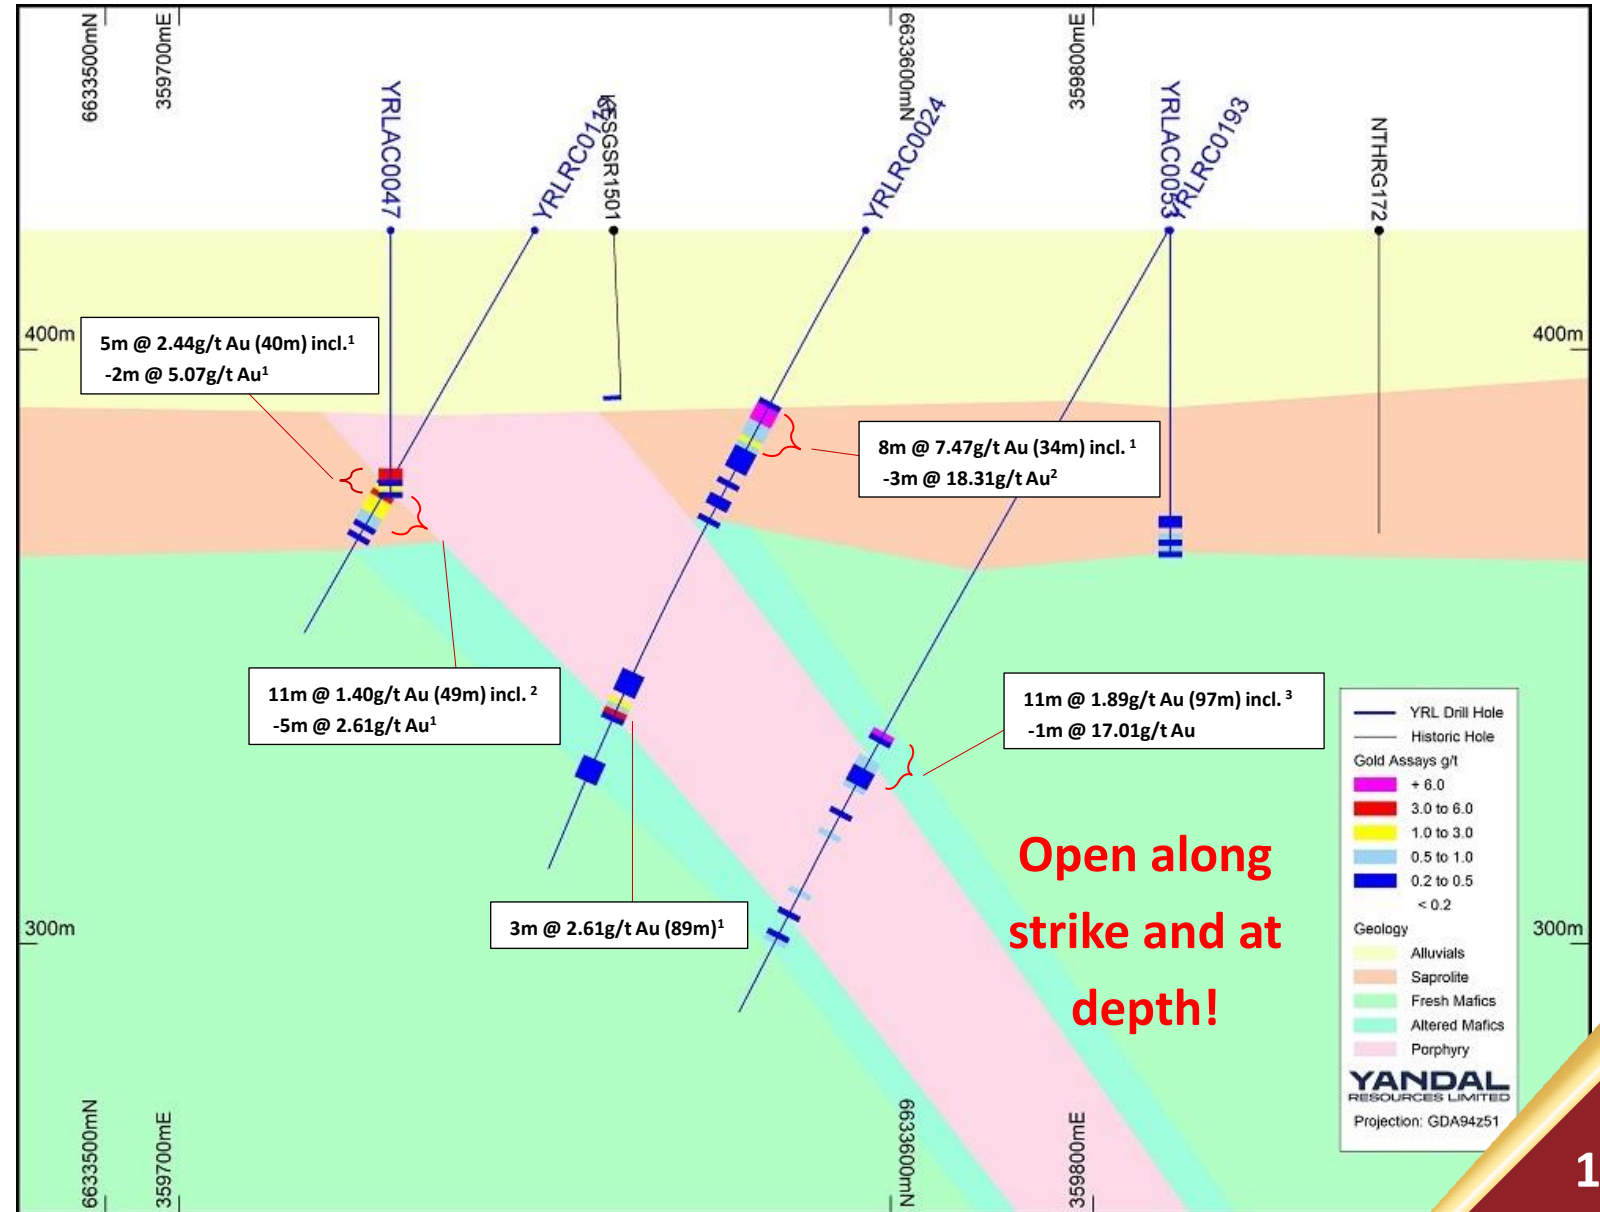 6633500mN
359700mE
6633600mN
359800mE
YRLAC0047
KFSGSR1501
YRLRC0024
YRLAC0053
YRLRC0193
NTHRG172
400m
400m
5m @ 2.44g/t Au (40m) incl.¹
-2m @ 5.07g/t Au¹
8m @ 7.47g/t Au (34m) incl. ¹
-3m @ 18.31g/t Au²
11m @ 1.40g/t Au (49m) incl. ²
-5m @ 2.61g/t Au¹
11m @ 1.89g/t Au (97m) incl. ³
-1m @ 17.01g/t Au
3m @ 2.61g/t Au (89m)¹
Open along
strike and at
depth!
300m
300m
YRL Drill Hole
Historic Hole
Gold Assays g/t
+ 6.0
3.0 to 6.0
1.0 to 3.0
0.5 to 1.0
0.2 to 0.5
< 0.2
Geology
Alluvials
Saprolite
Fresh Mafics
Altered Mafics
Porphyry
YANDAL
RESOURCES LIMITED
Projection: GDA94z51
6633500mN
359700mE
6633600mN
359800mE
1